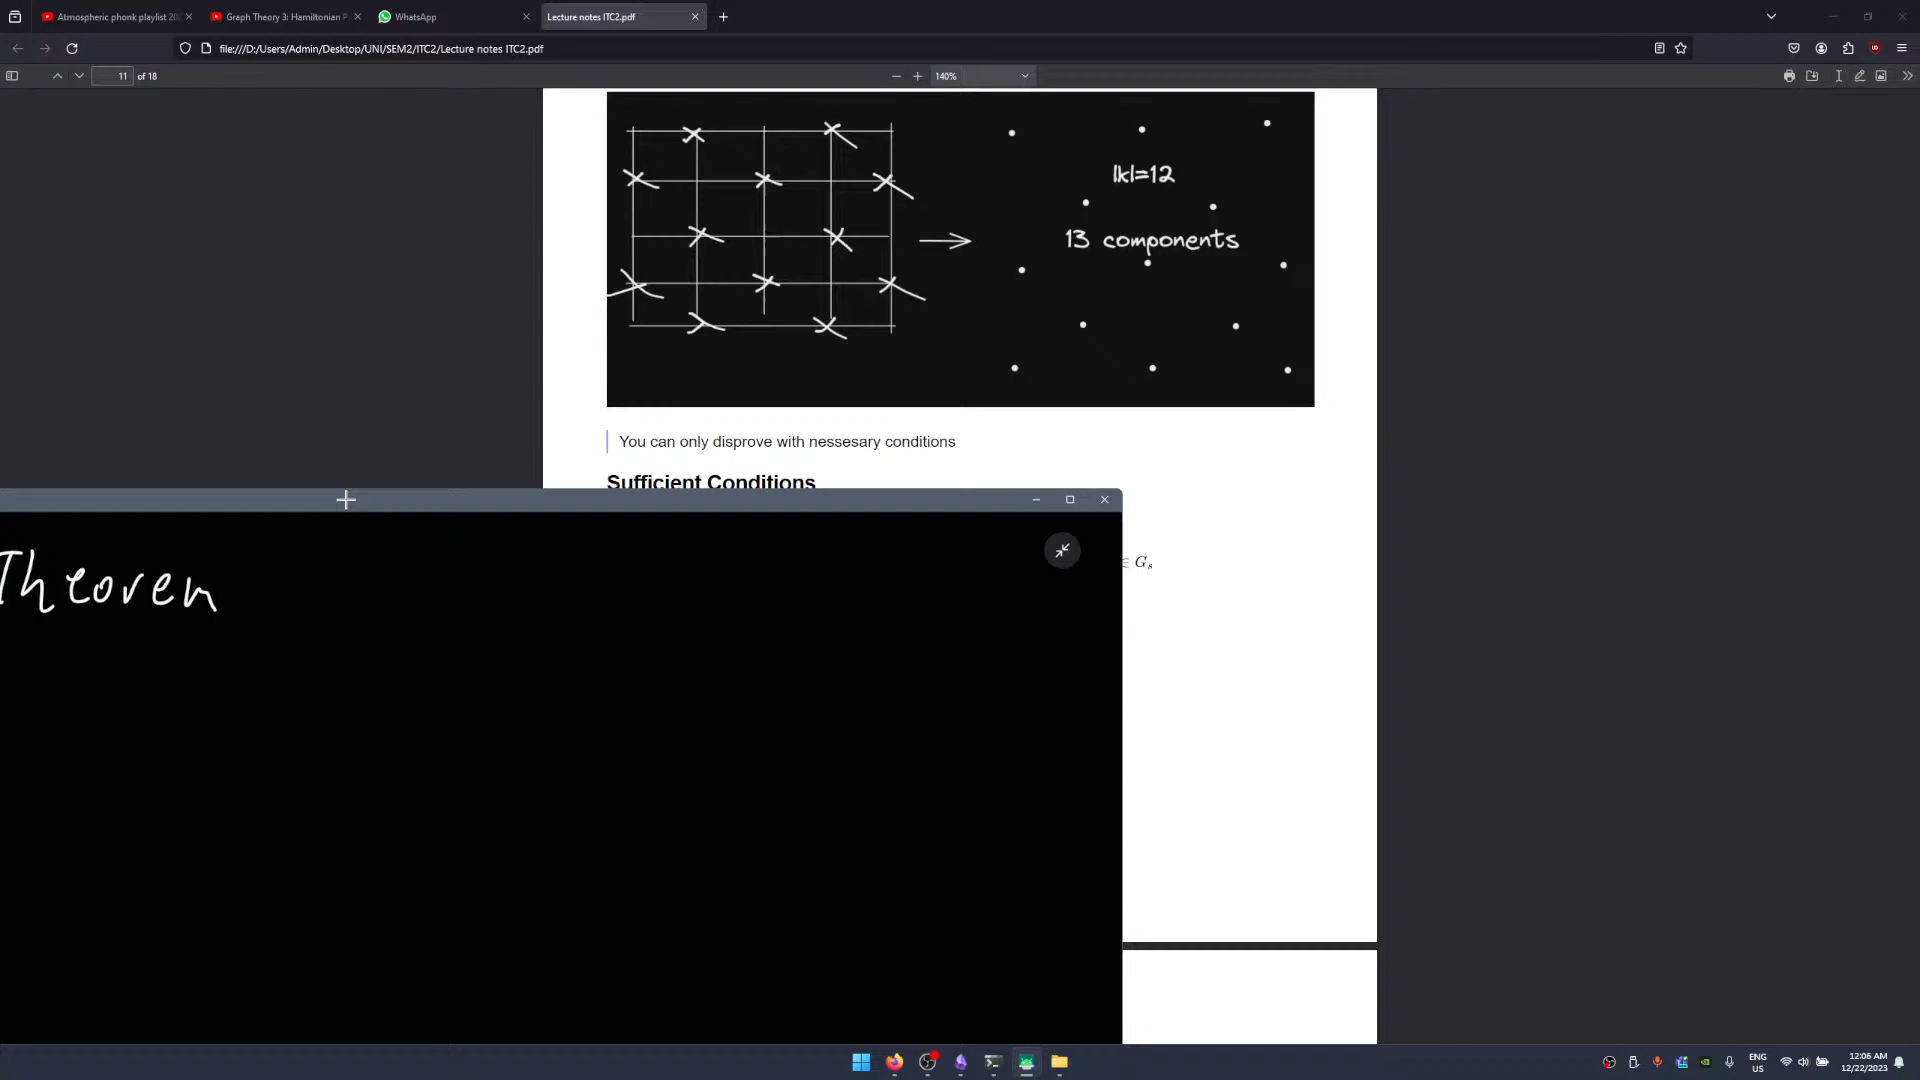 Atmospheric phonk playlist 20
Graph Theory 3: Hamiltonian P
WhatsApp
Lecture notes ITC2.pdf
file:///D:/Users/Admin/Desktop/UNI/SEM2/ITC2/Lecture notes ITC2.pdf
11 of 18
140%
|k|=12
13 components
You can only disprove with nessesary conditions
Sufficient Conditions
∈ Gs
Theorem
ENG
US
12:06 AM
12/22/2023